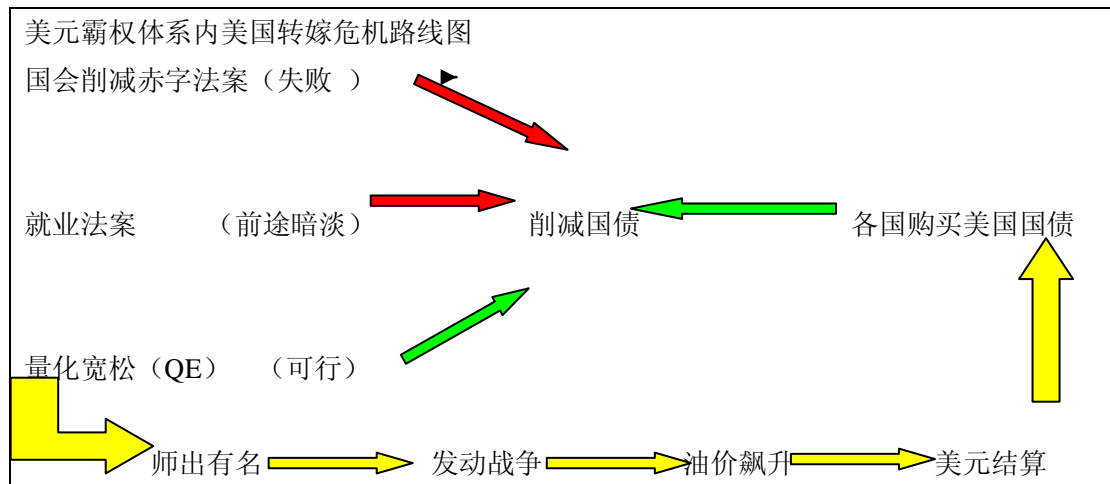 美元霸权体系内美国转嫁危机路线图
国会削减赤字法案（失败 ）
就业法案 （前途暗淡） 削减国债 各国购买美国国债
量化宽松（QE） （可行）
师出有名 发动战争 油价飙升 美元结算